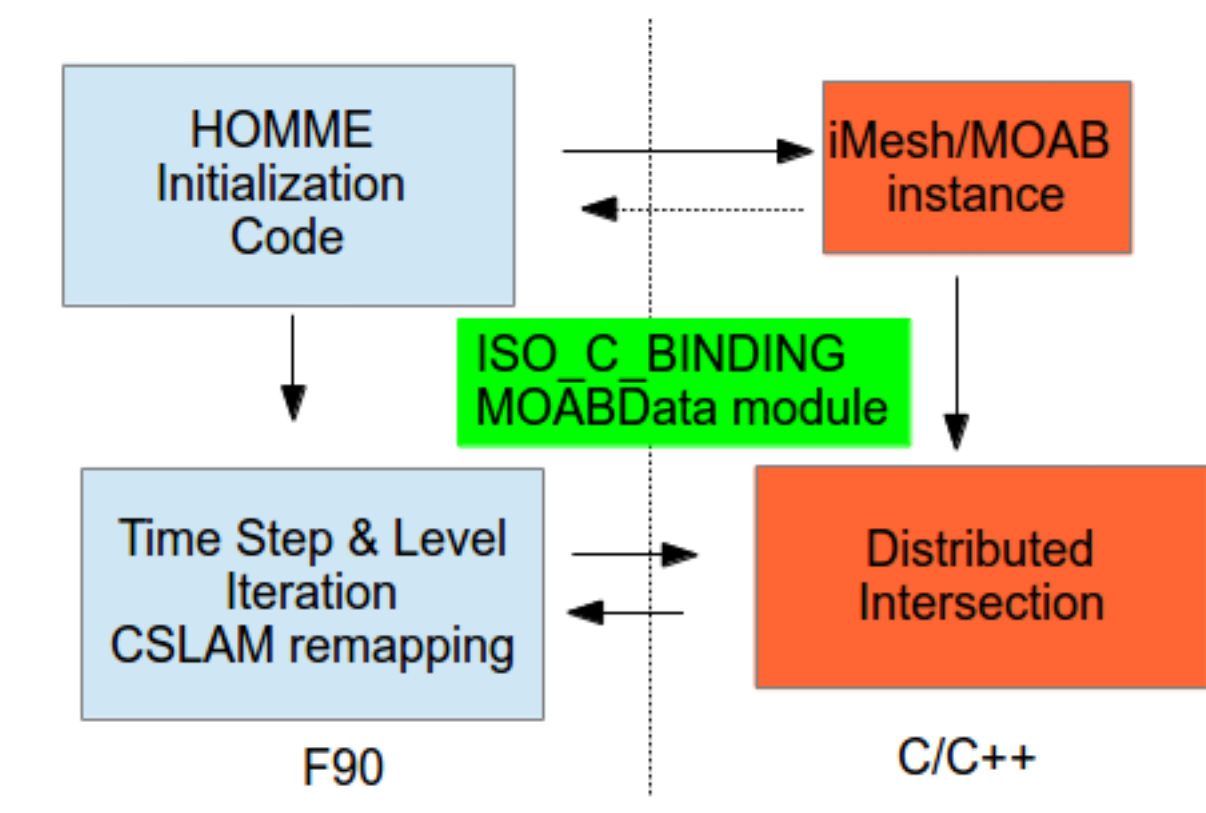 HOMME
Initialization
Code
iMesh/MOAB
instance
ISO_C_BINDING
MOABData module
Time Step & Level
Iteration
CSLAM remapping
Distributed
Intersection
F90
C/C++